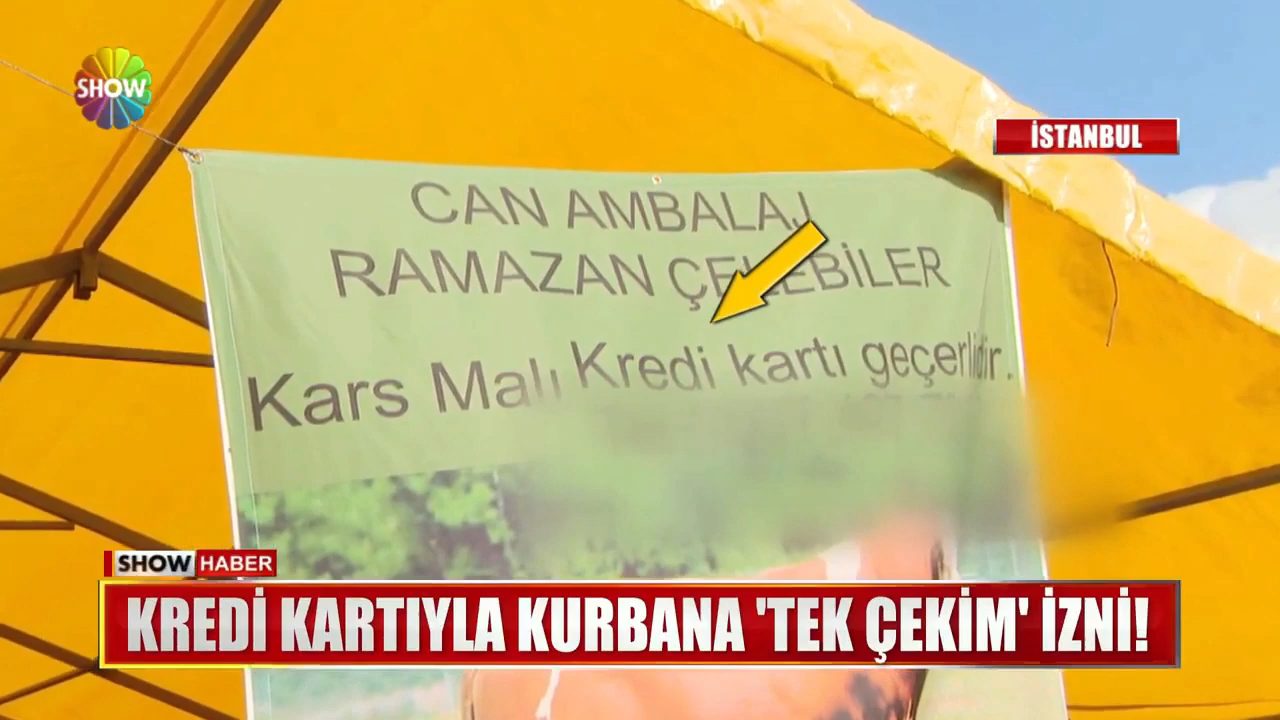 SHOW
İSTANBUL
CAN AMBALAJ
RAMAZAN ÇELEBİLER
Kars Malı Kredi kartı geçerlidir.
SHOW HABER
KREDİ KARTIYLA KURBANA 'TEK ÇEKİM' İZNİ!